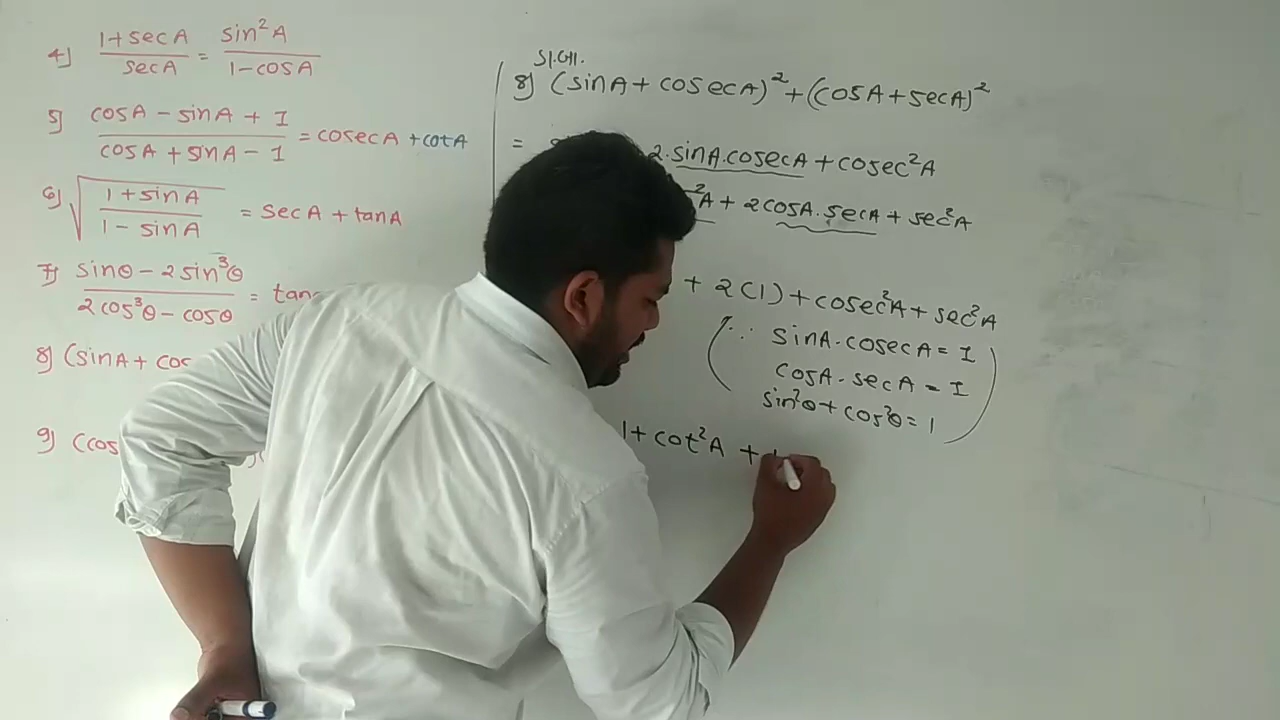 4) (1+secA)/secA = sin²A/(1-cosA)
5) (cosA - sinA + 1)/(cosA + sinA - 1) = cosecA + cotA
6) √((1+sinA)/(1-sinA)) = secA + tanA
7) (sinθ - 2sin³θ)/(2cos³θ - cosθ) = tan
8) (sinA + cos
9) (cos
8) (sinA + cosecA)² + (cosA + secA)²
= 2.sinA.cosecA + cosec²A
²A + 2cosA.secA + sec²A
+ 2(1) + cosec²A + sec²A
(∵ sinA.cosecA = 1
cosA.secA = 1
sin²θ + cos²θ = 1)
1 + cot²A +